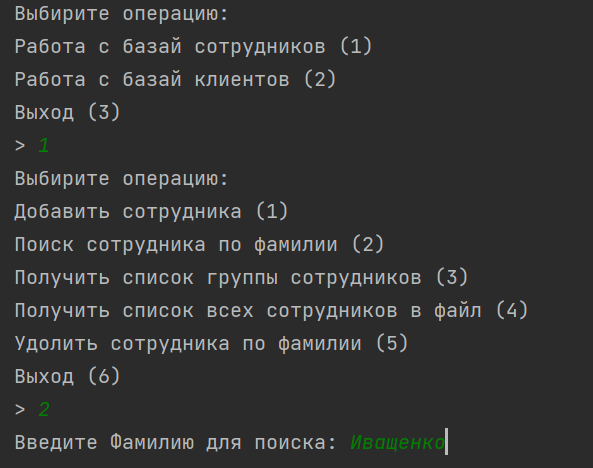 Выбирите операцию:
Работа с базай сотрудников (1)
Работа с базай клиентов (2)
Выход (3)
> 1
Выбирите операцию:
Добавить сотрудника (1)
Поиск сотрудника по фамилии (2)
Получить список группы сотрудников (3)
Получить список всех сотрудников в файл (4)
Удолить сотрудника по фамилии (5)
Выход (6)
> 2
Введите Фамилию для поиска: Иващенко